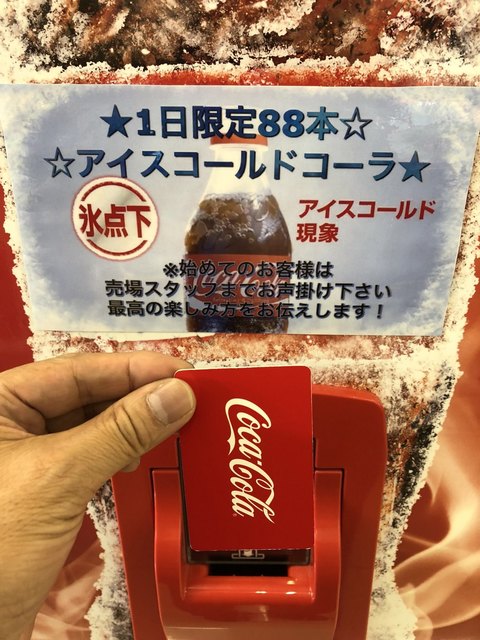 ★1日限定88本☆
☆アイスコールドコーラ★
氷点下
アイスコールド
現象
※始めてのお客様は
売場スタッフまでお声掛け下さい
最高の楽しみ方をお伝えします！
Coca-Cola